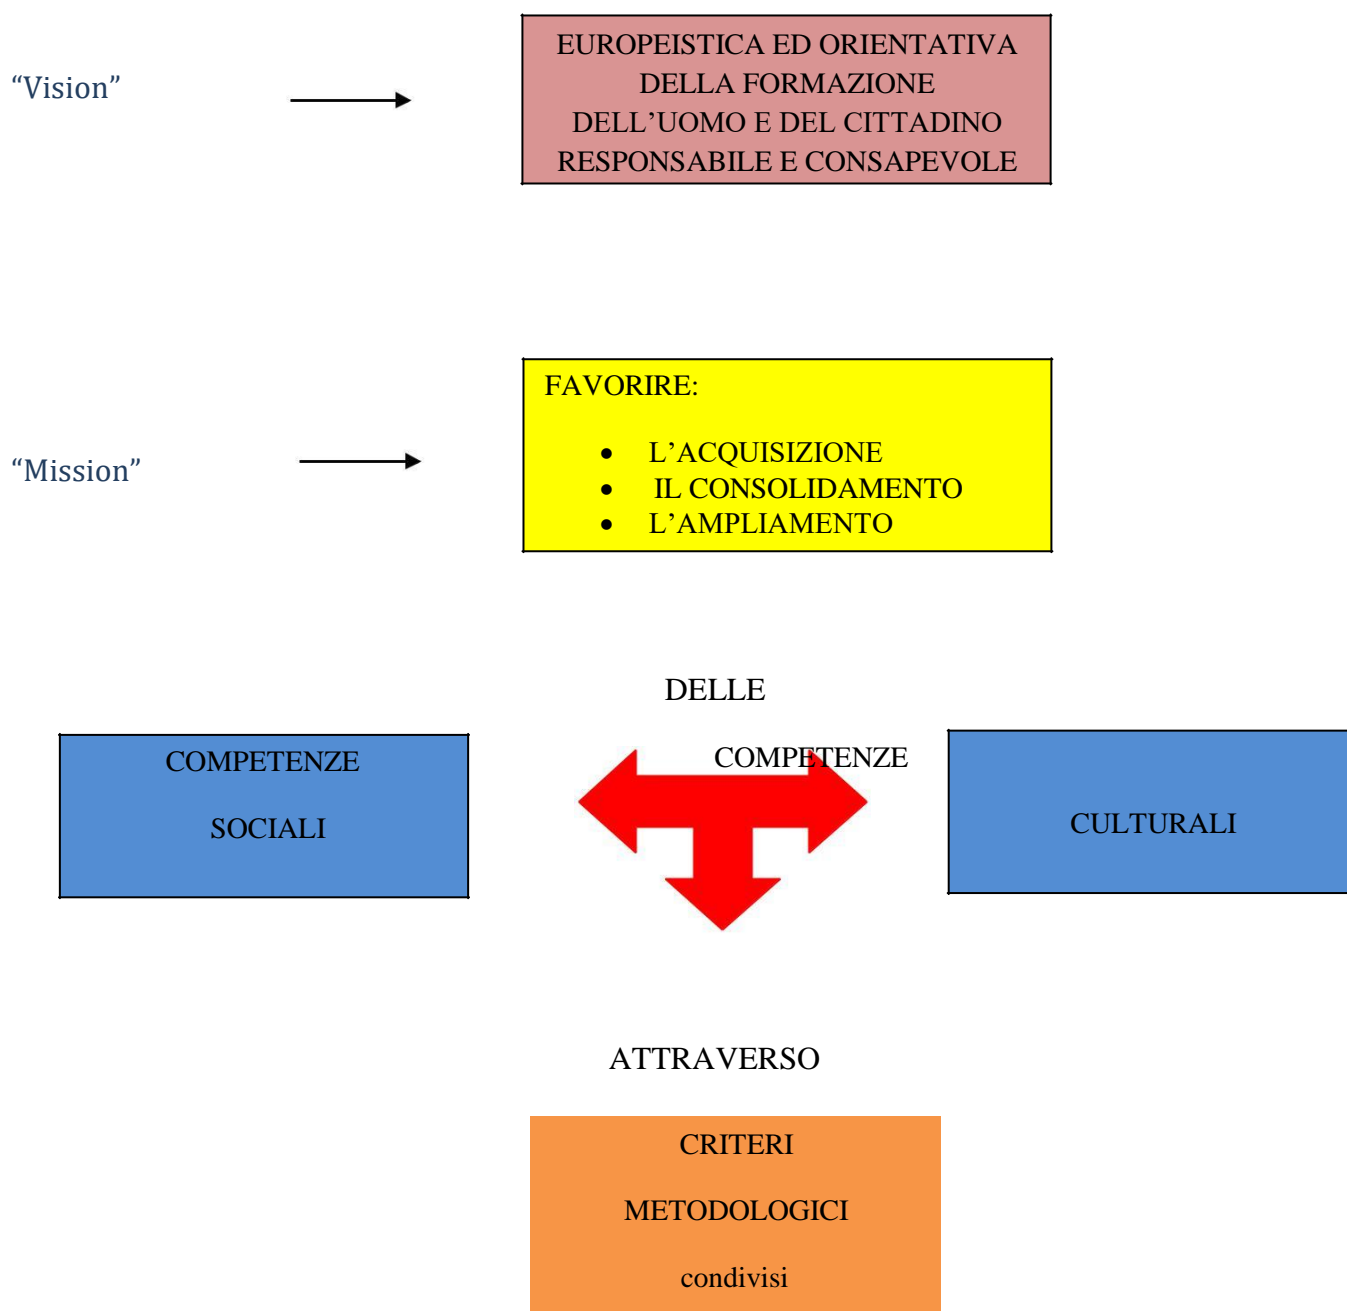 “Vision”
EUROPEISTICA ED ORIENTATIVA
DELLA FORMAZIONE
DELL’UOMO E DEL CITTADINO
RESPONSABILE E CONSAPEVOLE
“Mission”
FAVORIRE:
• L’ACQUISIZIONE
• IL CONSOLIDAMENTO
• L’AMPLIAMENTO
DELLE
COMPETENZE
COMPETENZE
SOCIALI
CULTURALI
ATTRAVERSO
CRITERI
METODOLOGICI
condivisi